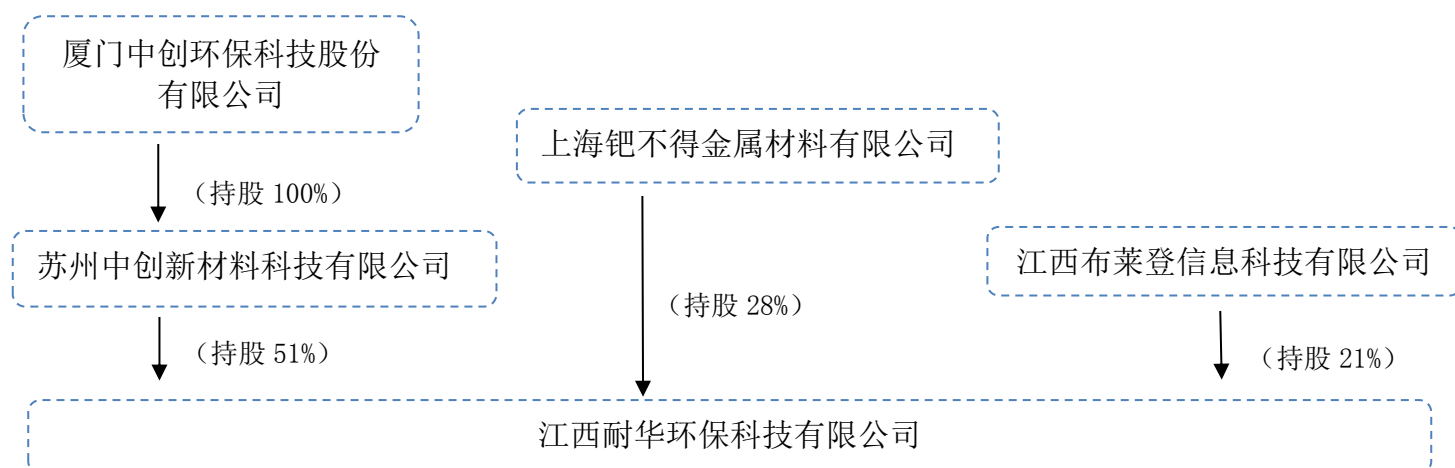 厦门中创环保科技股份
有限公司
上海钯不得金属材料有限公司
（持股 100%）
苏州中创新材料科技有限公司
江西布莱登信息科技有限公司
（持股 28%）
（持股 51%）
（持股 21%）
江西耐华环保科技有限公司